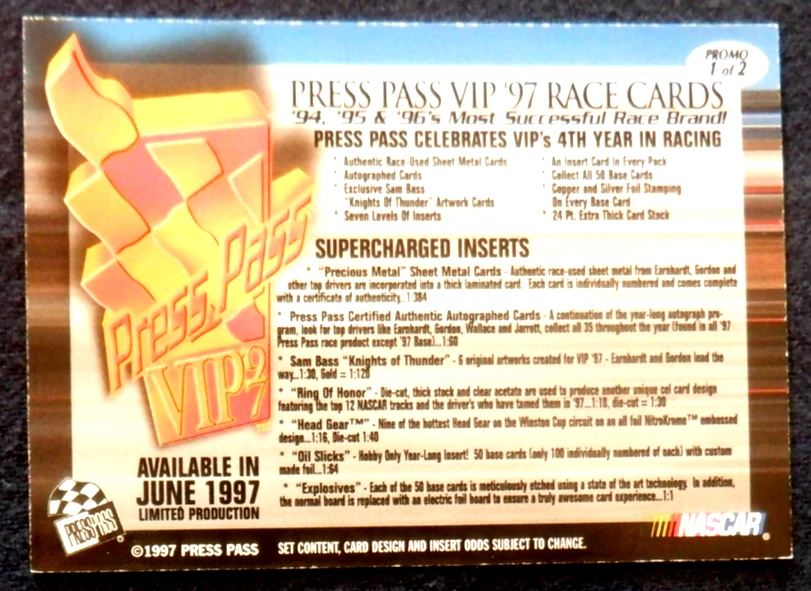 PROMO
1 of 2
PRESS PASS VIP '97 RACE CARDS
'94, '95 & '96's Most Successful Race Brand!
PRESS PASS CELEBRATES VIP's 4TH YEAR IN RACING
* Authentic Race-Used Sheet Metal Cards
* Autographed Cards
* Exclusive Sam Bass
"Knights Of Thunder" Artwork Cards
* Seven Levels Of Inserts
* An Insert Card In Every Pack
* Collect All 50 Base Cards
* Copper and Silver Foil Stamping
On Every Base Card
* 24 Pt. Extra Thick Card Stock
SUPERCHARGED INSERTS
* "Precious Metal" Sheet Metal Cards - Authentic race-used sheet metal from Earnhardt, Gordon and
other top drivers are incorporated into a thick laminated card. Each card is individually numbered and comes complete
with a certificate of authenticity...1:384
* Press Pass Certified Authentic Autographed Cards - A continuation of the year-long autograph pro-
gram, look for top drivers like Earnhardt, Gordon, Wallace and Jarrett, collect all 35 throughout the year (found in all '97
Press Pass race product except '97 Base)...1:60
* Sam Bass "Knights of Thunder" - 6 original artworks created for VIP '97 - Earnhardt and Gordon lead the
way...1:30, Gold = 1:120
* "Ring Of Honor" - Die-cut, thick stock and clear acetate are used to produce another unique cel card design
featuring the top 12 NASCAR tracks and the driver's who have tamed them in '97...1:10, die-cut = 1:30
* "Head Gear™" - Nine of the hottest Head Gear on the Winston Cup circuit on an all foil NitroKrome™ embossed
design...1:16, Die-cut 1:40
* "Oil Slicks" - Hobby Only Year-Long Insert! 50 base cards (only 100 individually numbered of each) with custom
made foil...1:64
* "Explosives" - Each of the 50 base cards is meticulously etched using a state of the art technology. In addition,
the normal board is replaced with an electric foil board to ensure a truly awesome card experience...1:1
Press Pass
VIP '97
™
AVAILABLE IN
JUNE 1997
LIMITED PRODUCTION
PRESS PASS
®
NASCAR®
©1997 PRESS PASS
SET CONTENT, CARD DESIGN AND INSERT ODDS SUBJECT TO CHANGE.